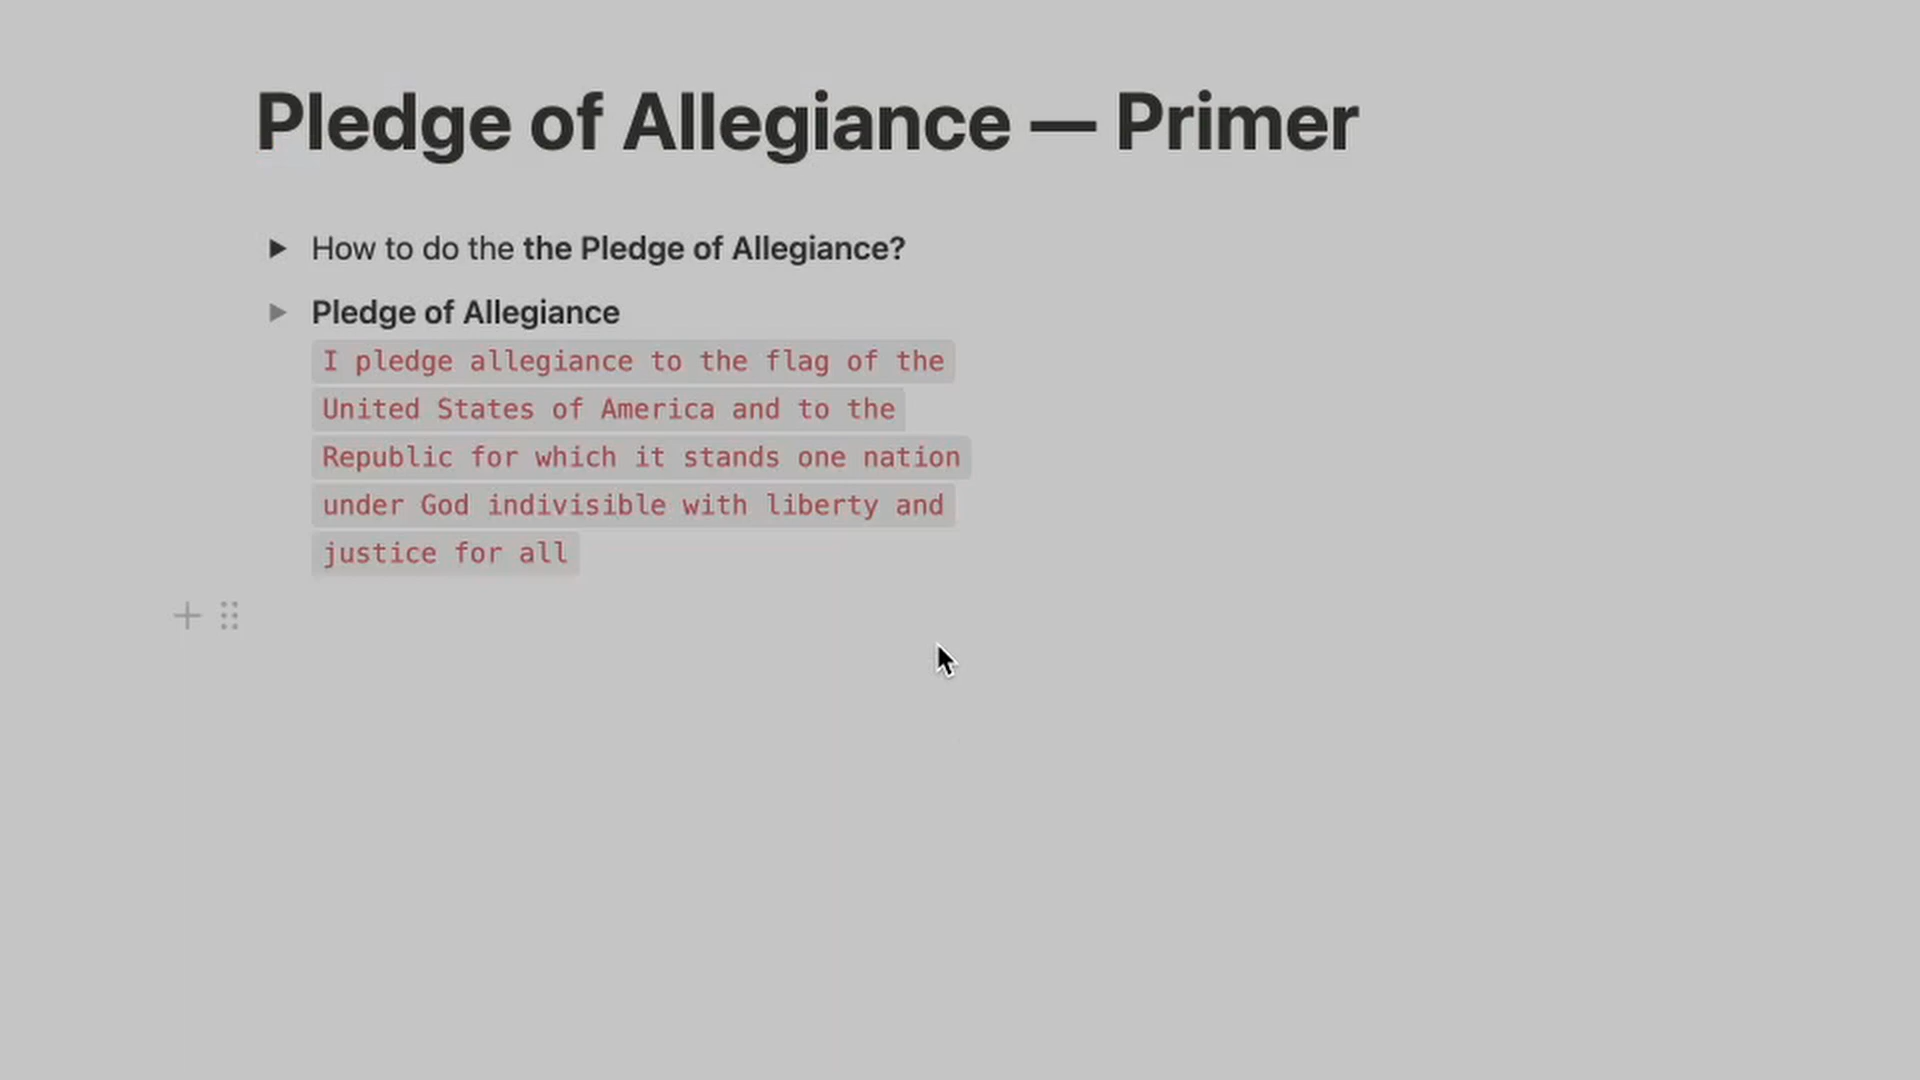 Pledge of Allegiance — Primer
How to do the the Pledge of Allegiance?
Pledge of Allegiance
I pledge allegiance to the flag of the
United States of America and to the
Republic for which it stands one nation
under God indivisible with liberty and
justice for all